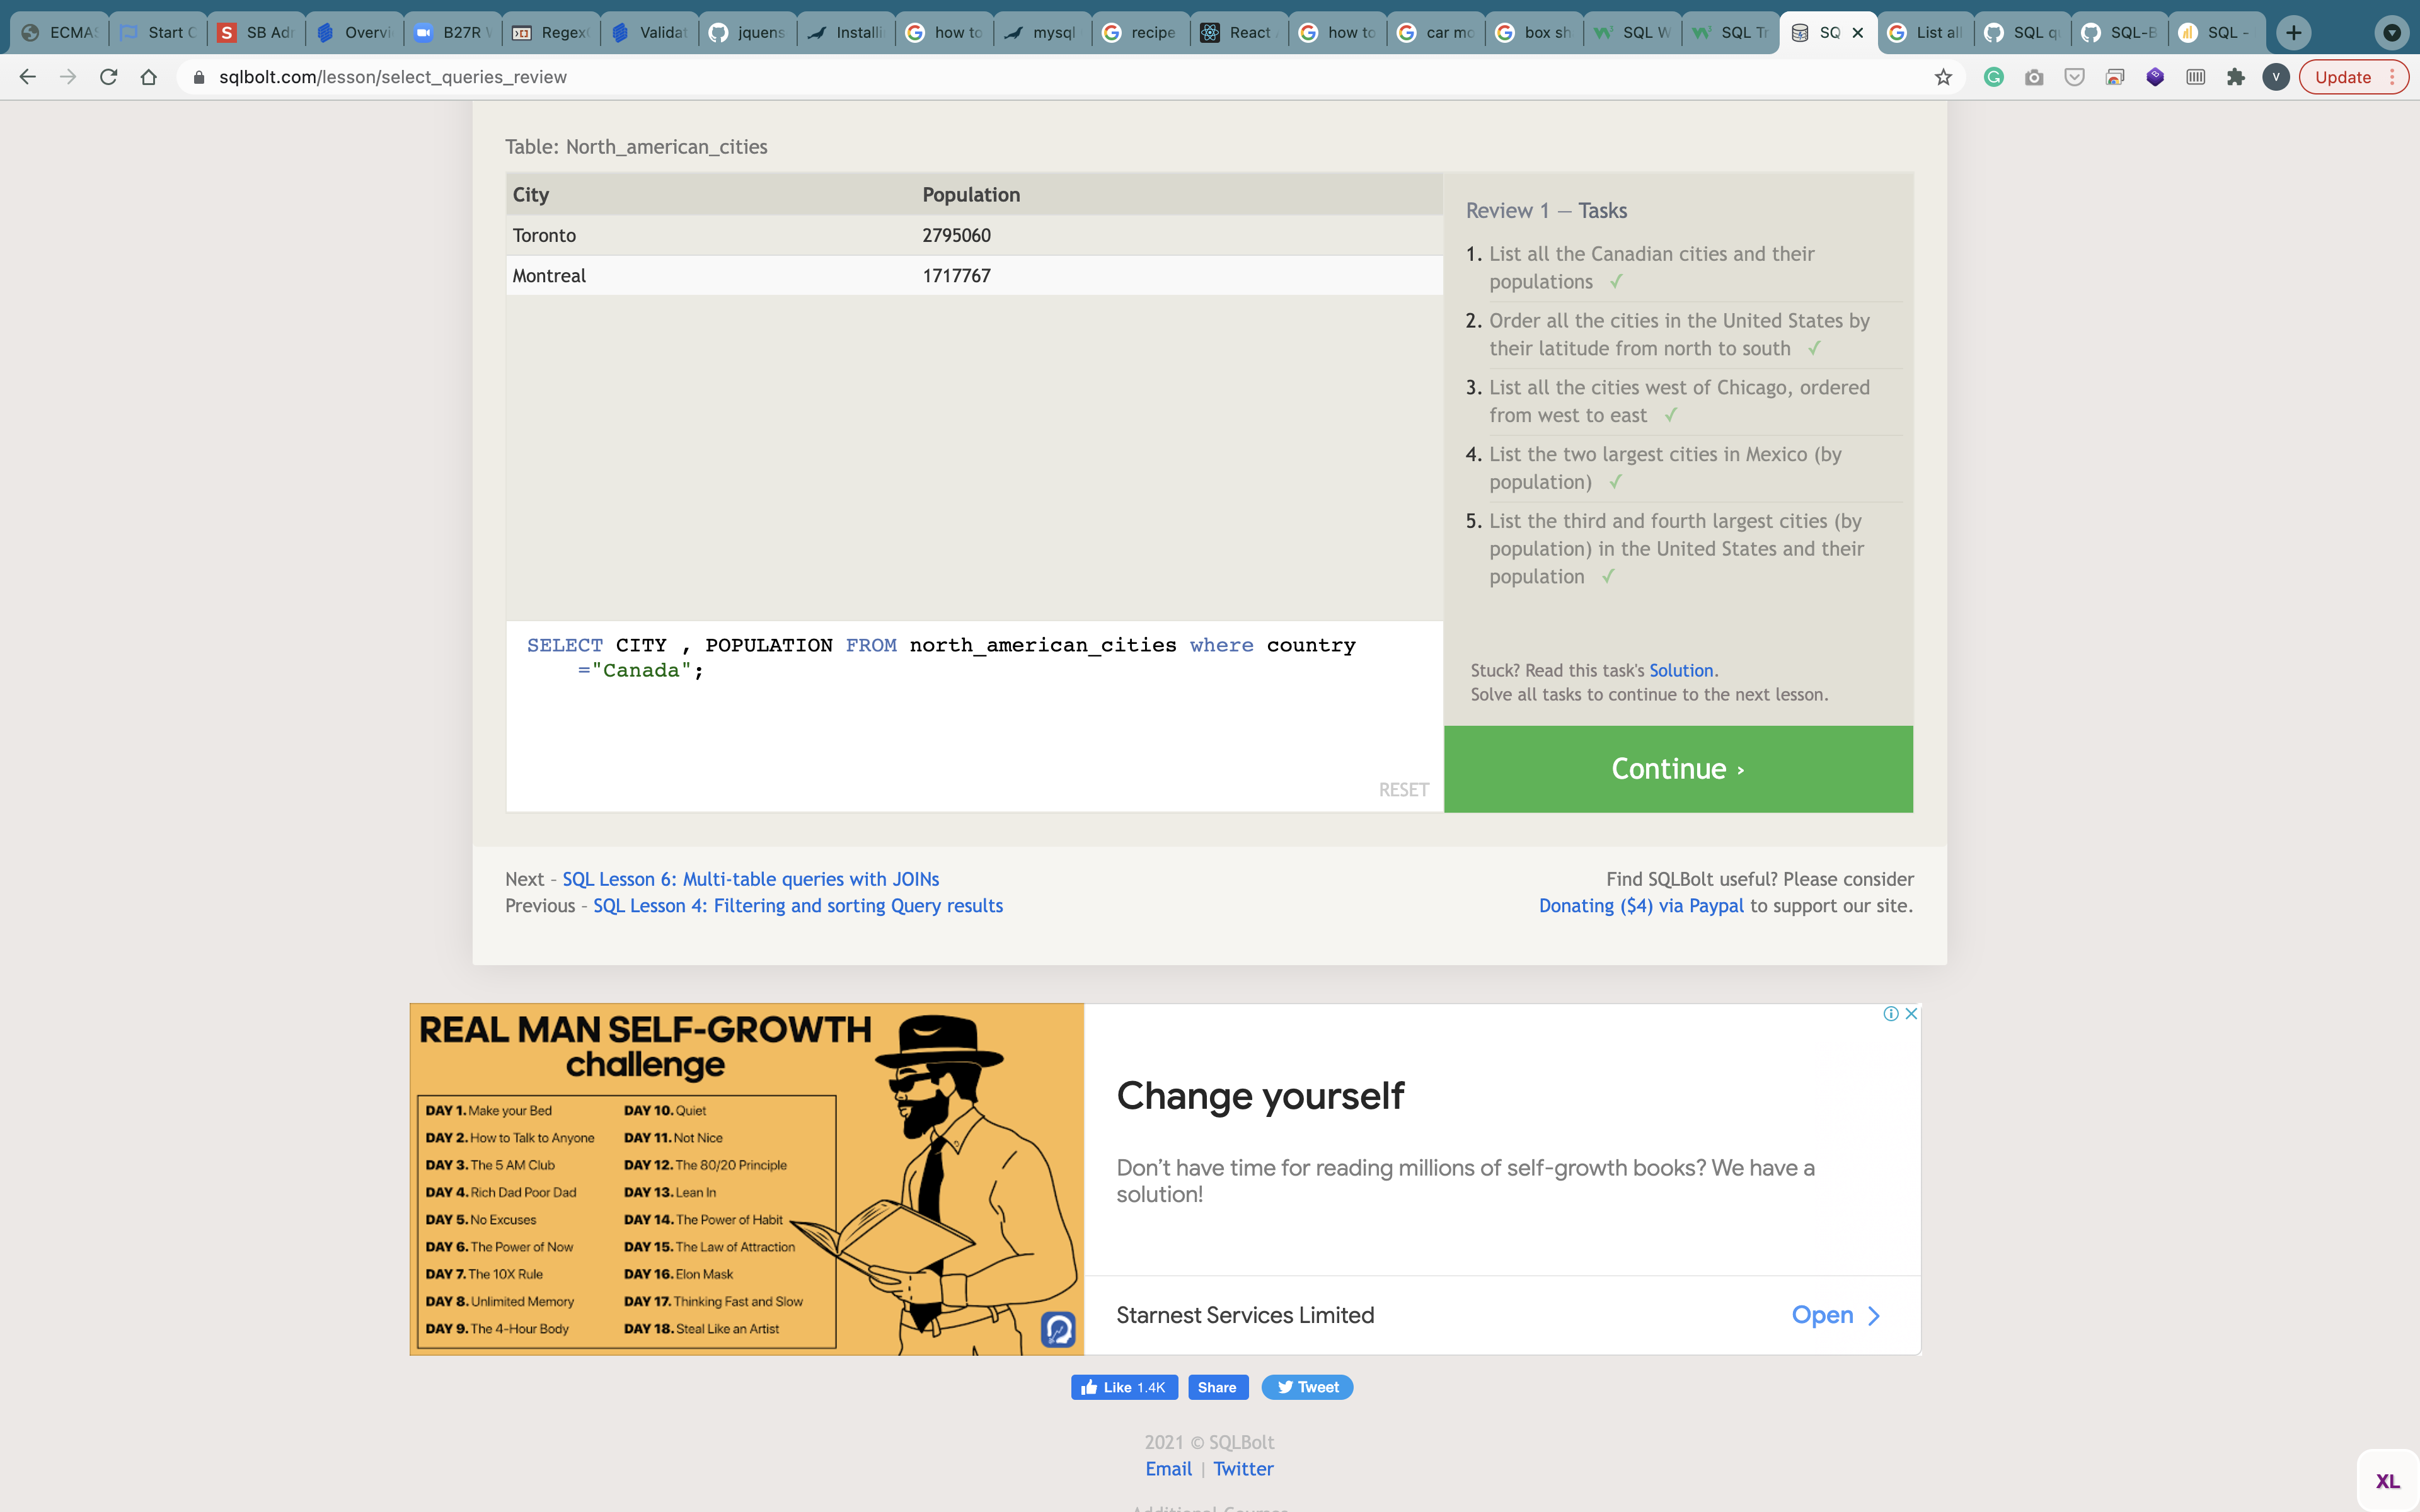 ECMAS
Start C
SB Adr
Overvi
B27R V
RegexO
Validat
jquens
Installi
how to
mysql
recipe
React
how to
car mo
box sh
SQL W
SQL Tr
SQ
List all
SQL q
SQL-B
SQL -
sqlbolt.com/lesson/select_queries_review
V
Update
Table: North_american_cities
City Population
Toronto 2795060
Montreal 1717767
Review 1 — Tasks
1. List all the Canadian cities and their
populations ✓
2. Order all the cities in the United States by
their latitude from north to south ✓
3. List all the cities west of Chicago, ordered
from west to east ✓
4. List the two largest cities in Mexico (by
population) ✓
5. List the third and fourth largest cities (by
population) in the United States and their
population ✓
SELECT CITY , POPULATION FROM north_american_cities where country
="Canada";
RESET
Stuck? Read this task's Solution.
Solve all tasks to continue to the next lesson.
Continue ›
Next – SQL Lesson 6: Multi-table queries with JOINs
Previous – SQL Lesson 4: Filtering and sorting Query results
Find SQLBolt useful? Please consider
Donating ($4) via Paypal to support our site.
REAL MAN SELF-GROWTH
challenge
DAY 1. Make your Bed
DAY 2. How to Talk to Anyone
DAY 3. The 5 AM Club
DAY 4. Rich Dad Poor Dad
DAY 5. No Excuses
DAY 6. The Power of Now
DAY 7. The 10X Rule
DAY 8. Unlimited Memory
DAY 9. The 4-Hour Body
DAY 10. Quiet
DAY 11. Not Nice
DAY 12. The 80/20 Principle
DAY 13. Lean In
DAY 14. The Power of Habit
DAY 15. The Law of Attraction
DAY 16. Elon Mask
DAY 17. Thinking Fast and Slow
DAY 18. Steal Like an Artist
Change yourself
Don't have time for reading millions of self-growth books? We have a
solution!
Starnest Services Limited
Open
Like 1.4K
Share
Tweet
2021 © SQLBolt
Email | Twitter
XL